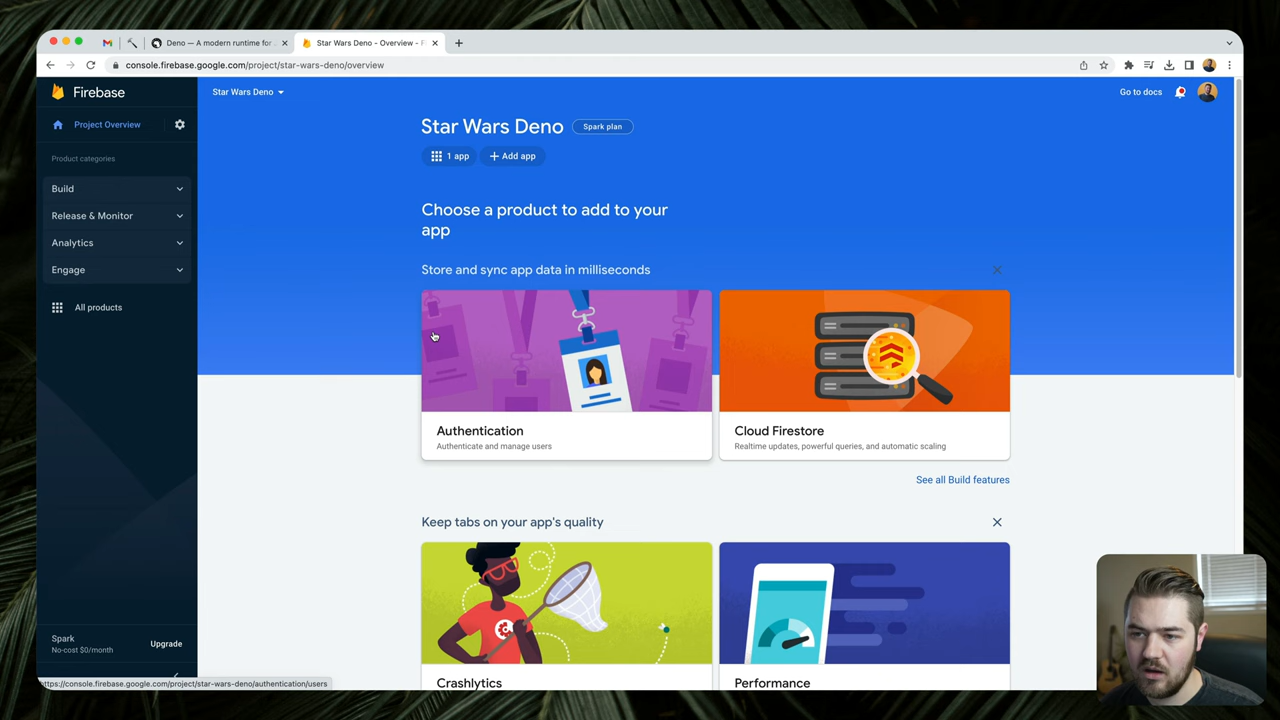 Deno — A modern runtime for
Star Wars Deno - Overview - F
console.firebase.google.com/project/star-wars-deno/overview
Firebase
Star Wars Deno
Go to docs
Project Overview
Star Wars Deno
Spark plan
1 app
Add app
Product categories
Build
Release & Monitor
Analytics
Engage
All products
Choose a product to add to your
app
Store and sync app data in milliseconds
Authentication
Authenticate and manage users
Cloud Firestore
Realtime updates, powerful queries, and automatic scaling
See all Build features
Keep tabs on your app's quality
Crashlytics
Performance
Spark
No-cost $0/month
Upgrade
https://console.firebase.google.com/project/star-wars-deno/authentication/users